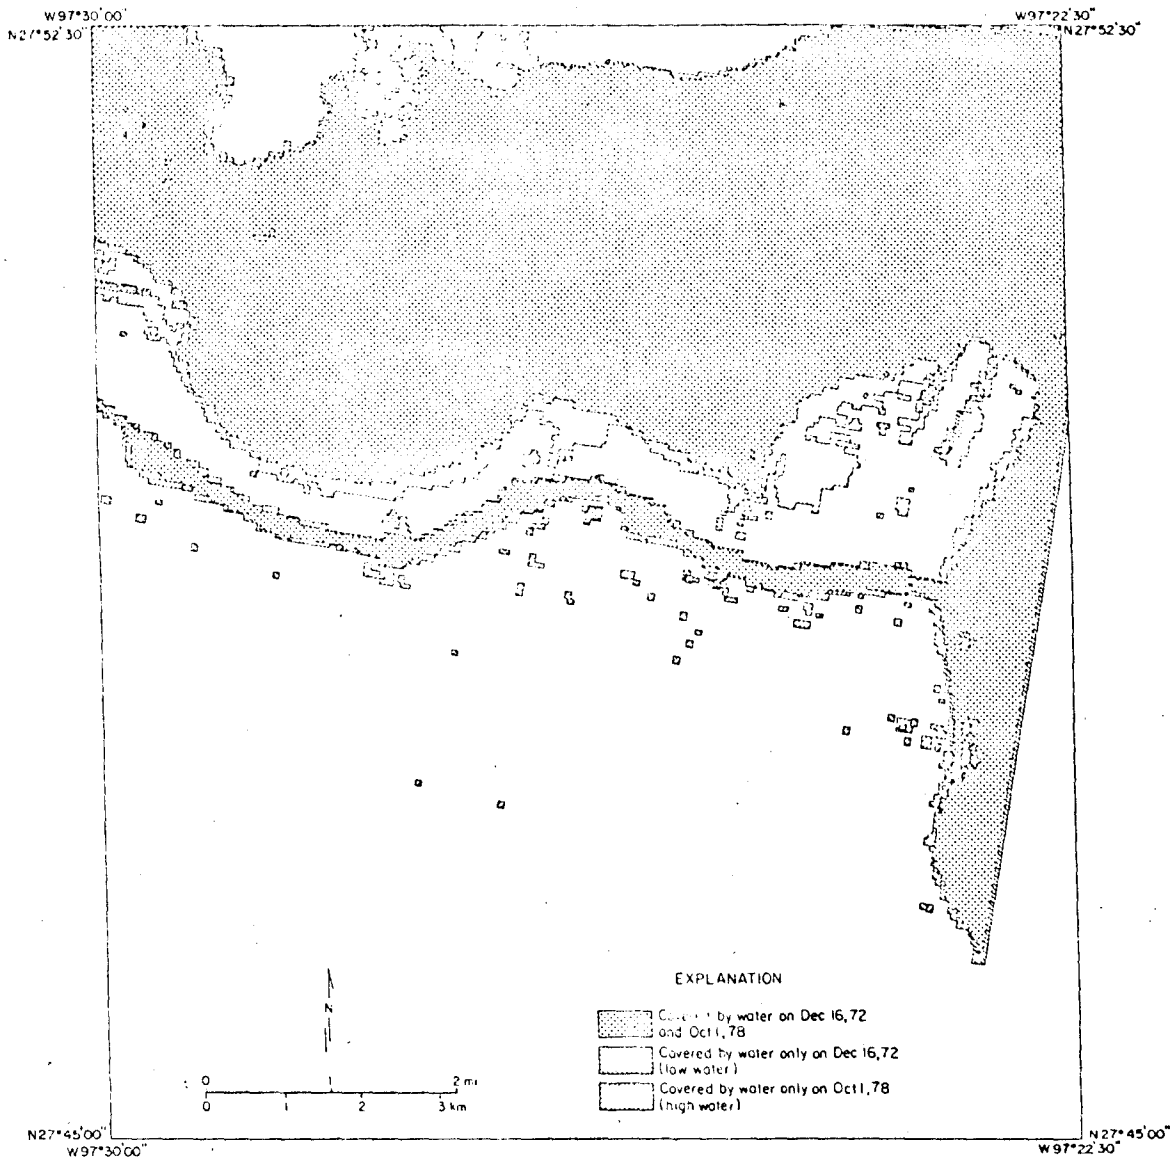 W97°30'00" W97°22'30"
N27°52'30" N27°52'30"
EXPLANATION
Covered by water on Dec 16,72
and Oct 1,78
Covered by water only on Dec 16,72
(low water)
Covered by water only on Oct 1,78
(high water)
N
0 1 2 mi
0 1 2 3 km
N27°45'00" N27°45'00"
W97°30'00" W97°22'30"